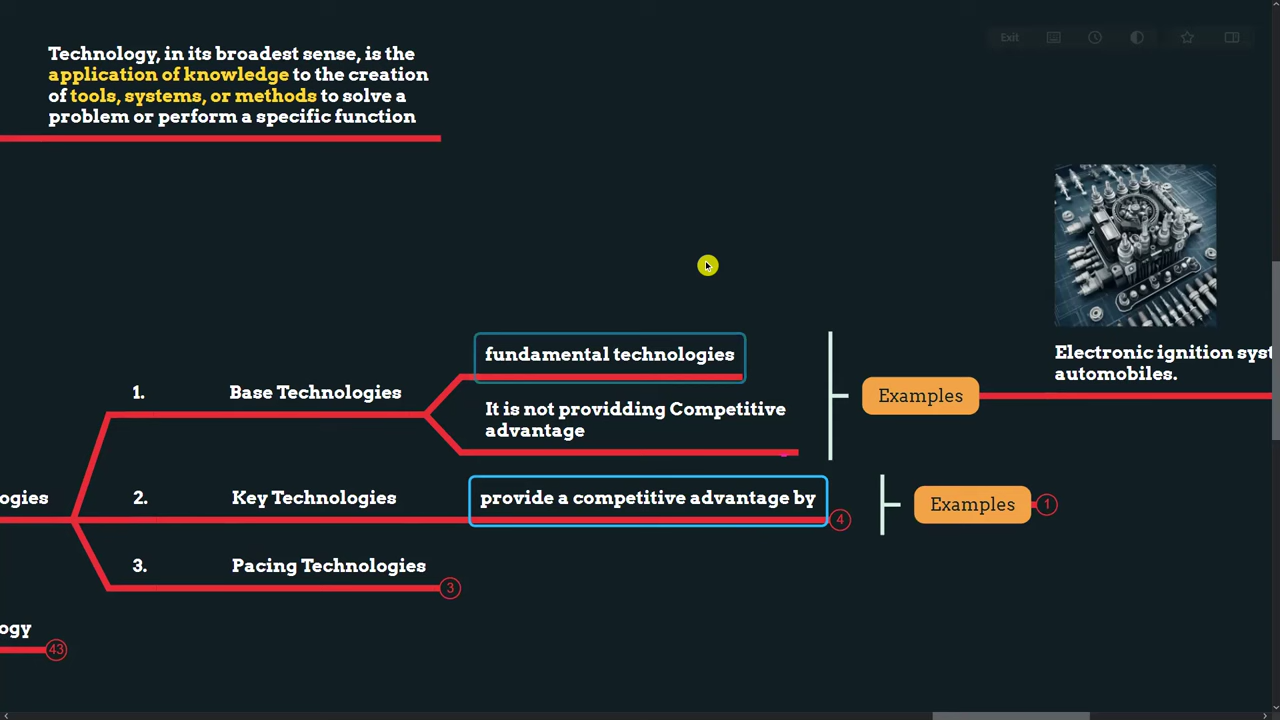 Exit
Technology, in its broadest sense, is the
application of knowledge to the creation
of tools, systems, or methods to solve a
problem or perform a specific function
fundamental technologies
Electronic ignition syst
automobiles.
1. Base Technologies
Examples
It is not providding Competitive
advantage
ogies
2. Key Technologies
provide a competitive advantage by
4
Examples
1
3. Pacing Technologies
3
ogy
43